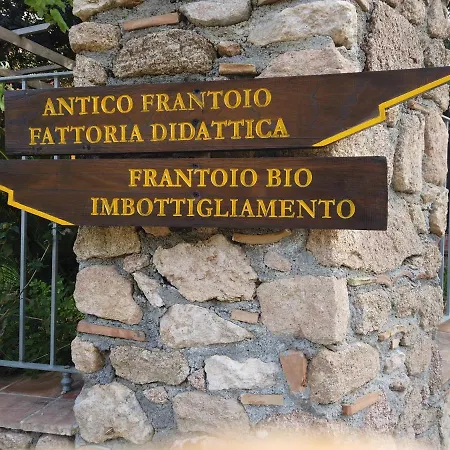 ANTICO FRANTOIO
FATTORIA DIDATTICA
FRANTOIO BIO
IMBOTTIGLIAMENTO